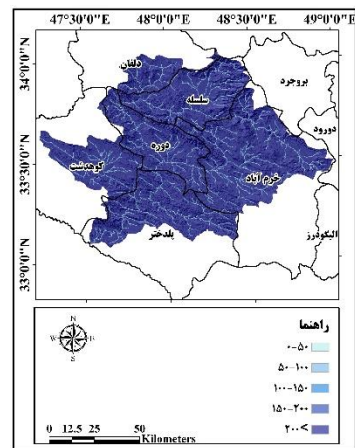 47°30'0"E 48°0'0"E 48°30'0"E 49°0'0"E
34°0'0"N
33°30'0"N
33°0'0"N
دلفان
بروجرد
سلسله
دورود
دوره
کوهدشت
خرم آباد
الیگودرز
پلدختر
راهنما
N
W E
S
۰-۵۰
۵۰-۱۰۰
۱۰۰-۱۵۰
۱۵۰-۲۰۰
۲۰۰>
0 12.5 25 50
Kilometers